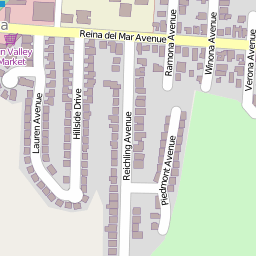 Reina del Mar Avenue
n Valley
Market
a
Lauren Avenue
Hillside Drive
Reichling Avenue
Piedmont Avenue
Ramona Avenue
Winona Avenue
Verona Avenue